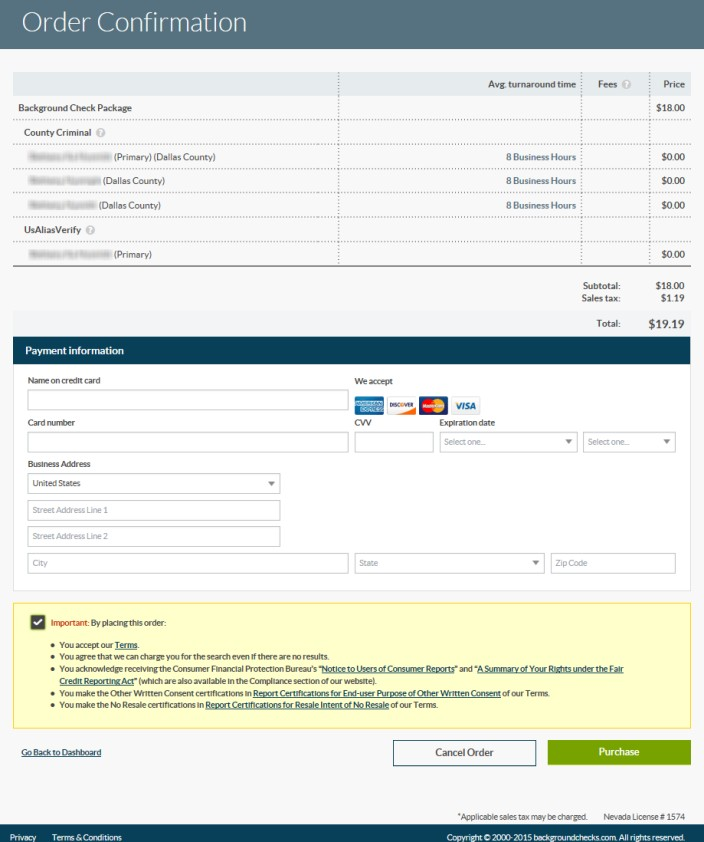 Order Confirmation
Avg. turnaround time Fees ? Price
Background Check Package $18.00
County Criminal ?
(Primary) (Dallas County) 8 Business Hours $0.00
(Dallas County) 8 Business Hours $0.00
(Dallas County) 8 Business Hours $0.00
UsAliasVerify ?
(Primary) $0.00
Subtotal: $18.00
Sales tax: $1.19
Total: $19.19
Payment information
Name on credit card We accept
AMERICAN EXPRESS DISCOVER MasterCard VISA
Card number CVV Expiration date
Select one... Select one...
Business Address
United States
Street Address Line 1
Street Address Line 2
City State Zip Code
Important: By placing this order:
• You accept our Terms.
• You agree that we can charge you for the search even if there are no results.
• You acknowledge receiving the Consumer Financial Protection Bureau's "Notice to Users of Consumer Reports" and "A Summary of Your Rights under the Fair
Credit Reporting Act" (which are also available in the Compliance section of our website).
• You make the Other Written Consent certifications in Report Certifications for End-user Purpose of Other Written Consent of our Terms.
• You make the No Resale certifications in Report Certifications for Resale Intent of No Resale of our Terms.
Go Back to Dashboard Cancel Order Purchase
*Applicable sales tax may be charged. Nevada License # 1574
Privacy Terms & Conditions Copyright © 2000-2015 backgroundchecks.com. All rights reserved.